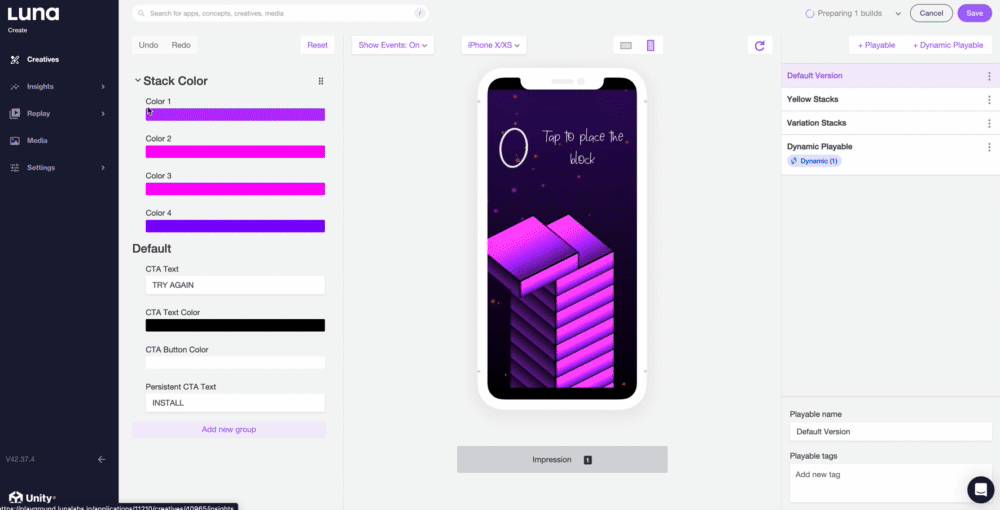 LUNA
Create
Search for apps, concepts, creatives, media
/
Preparing 1 builds
Cancel
Save
Creatives
Insights
Replay
Media
Settings
V42.37.4
Unity
https://playground.lunalabs.io/applications/11210/creatives/40965/insights
Undo
Redo
Reset
Stack Color
Color 1
Color 2
Color 3
Color 4
Default
CTA Text
TRY AGAIN
CTA Text Color
CTA Button Color
Persistent CTA Text
INSTALL
Add new group
Show Events: On
iPhone X/XS
0
Tap to place the
block
Impression
1
+ Playable
+ Dynamic Playable
Default Version
Yellow Stacks
Variation Stacks
Dynamic Playable
Dynamic (1)
Playable name
Default Version
Playable tags
Add new tag